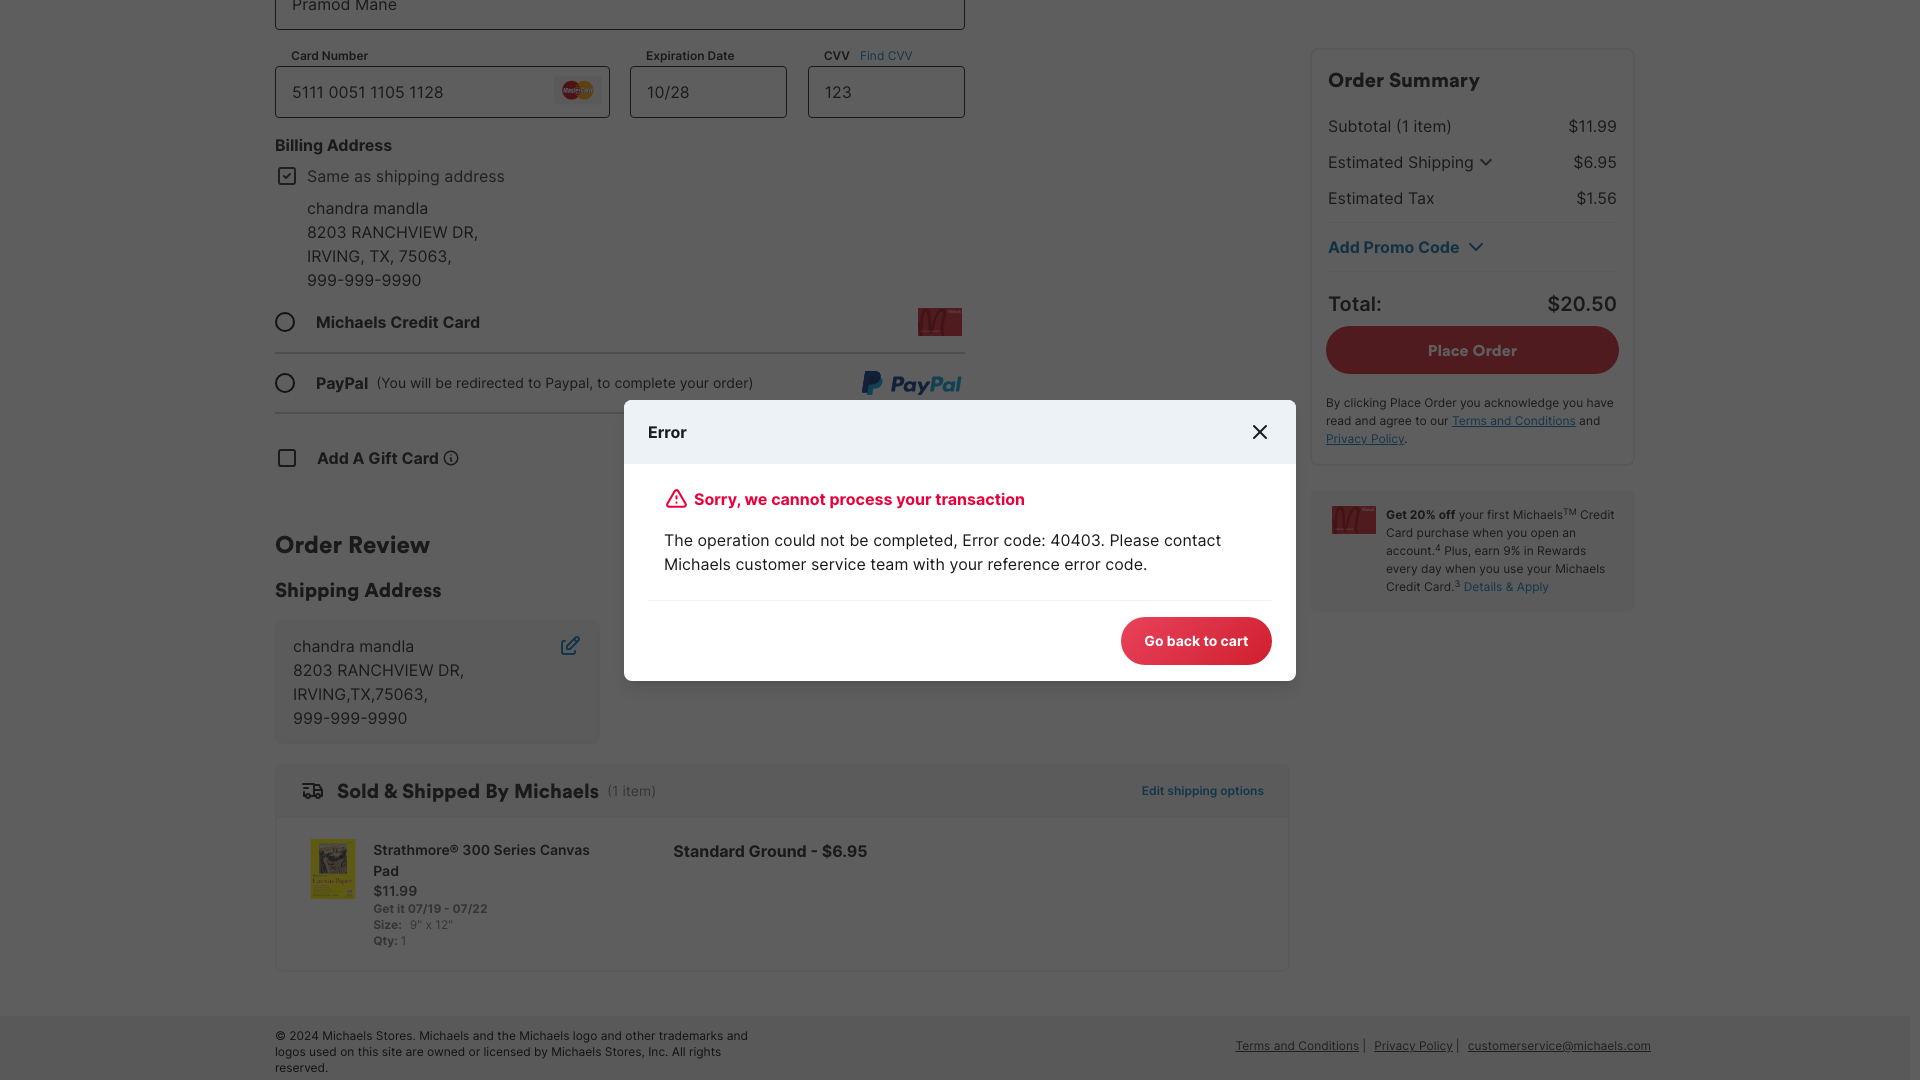 Pramod Mane
Card Number
Expiration Date
CVV Find CVV
5111 0051 1105 1128
MasterCard
10/28
123
Billing Address
Same as shipping address
chandra mandla
8203 RANCHVIEW DR,
IRVING, TX, 75063,
999-999-9990
Michaels Credit Card
PayPal (You will be redirected to Paypal, to complete your order)
PayPal
Add A Gift Card
Order Review
Shipping Address
chandra mandla
8203 RANCHVIEW DR,
IRVING,TX,75063,
999-999-9990
Sold & Shipped By Michaels (1 item)
Edit shipping options
Strathmore® 300 Series Canvas
Pad
$11.99
Get it 07/19 - 07/22
Size: 9" x 12"
Qty: 1
Standard Ground - $6.95
Order Summary
Subtotal (1 item) $11.99
Estimated Shipping $6.95
Estimated Tax $1.56
Add Promo Code
Total: $20.50
Place Order
By clicking Place Order you acknowledge you have
read and agree to our Terms and Conditions and
Privacy Policy.
Get 20% off your first Michaels™ Credit
Card purchase when you open an
account.⁴ Plus, earn 9% in Rewards
every day when you use your Michaels
Credit Card.³ Details & Apply
Error
Sorry, we cannot process your transaction
The operation could not be completed, Error code: 40403. Please contact
Michaels customer service team with your reference error code.
Go back to cart
© 2024 Michaels Stores. Michaels and the Michaels logo and other trademarks and
logos used on this site are owned or licensed by Michaels Stores, Inc. All rights
reserved.
Terms and Conditions | Privacy Policy | customerservice@michaels.com